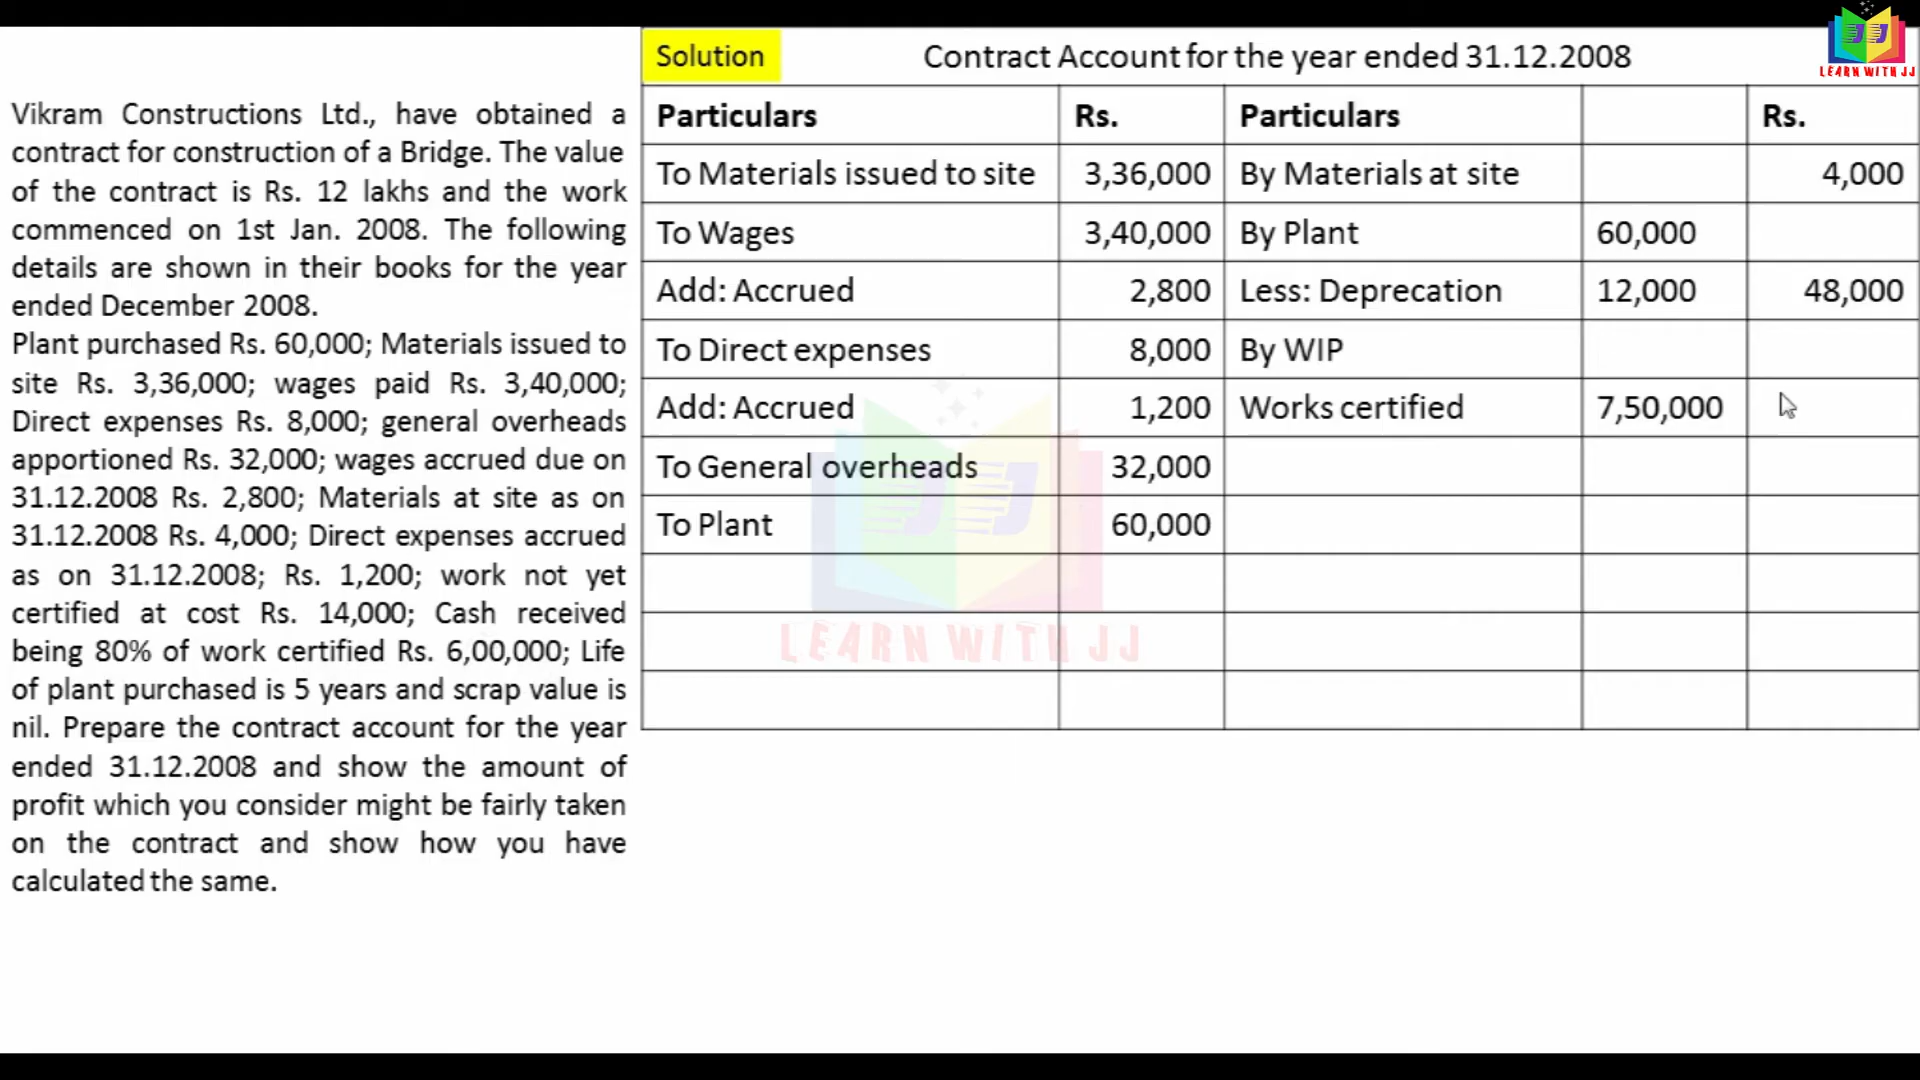 Vikram Constructions Ltd., have obtained a
contract for construction of a Bridge. The value
of the contract is Rs. 12 lakhs and the work
commenced on 1st Jan. 2008. The following
details are shown in their books for the year
ended December 2008.
Plant purchased Rs. 60,000; Materials issued to
site Rs. 3,36,000; wages paid Rs. 3,40,000;
Direct expenses Rs. 8,000; general overheads
apportioned Rs. 32,000; wages accrued due on
31.12.2008 Rs. 2,800; Materials at site as on
31.12.2008 Rs. 4,000; Direct expenses accrued
as on 31.12.2008; Rs. 1,200; work not yet
certified at cost Rs. 14,000; Cash received
being 80% of work certified Rs. 6,00,000; Life
of plant purchased is 5 years and scrap value is
nil. Prepare the contract account for the year
ended 31.12.2008 and show the amount of
profit which you consider might be fairly taken
on the contract and show how you have
calculated the same.
Solution Contract Account for the year ended 31.12.2008
Particulars Rs. Particulars Rs.
To Materials issued to site 3,36,000 By Materials at site 4,000
To Wages 3,40,000 By Plant 60,000
Add: Accrued 2,800 Less: Deprecation 12,000 48,000
To Direct expenses 8,000 By WIP
Add: Accrued 1,200 Works certified 7,50,000
To General overheads 32,000
To Plant 60,000
JJ
LEARN WITH JJ
JJ
LEARN WITH JJ